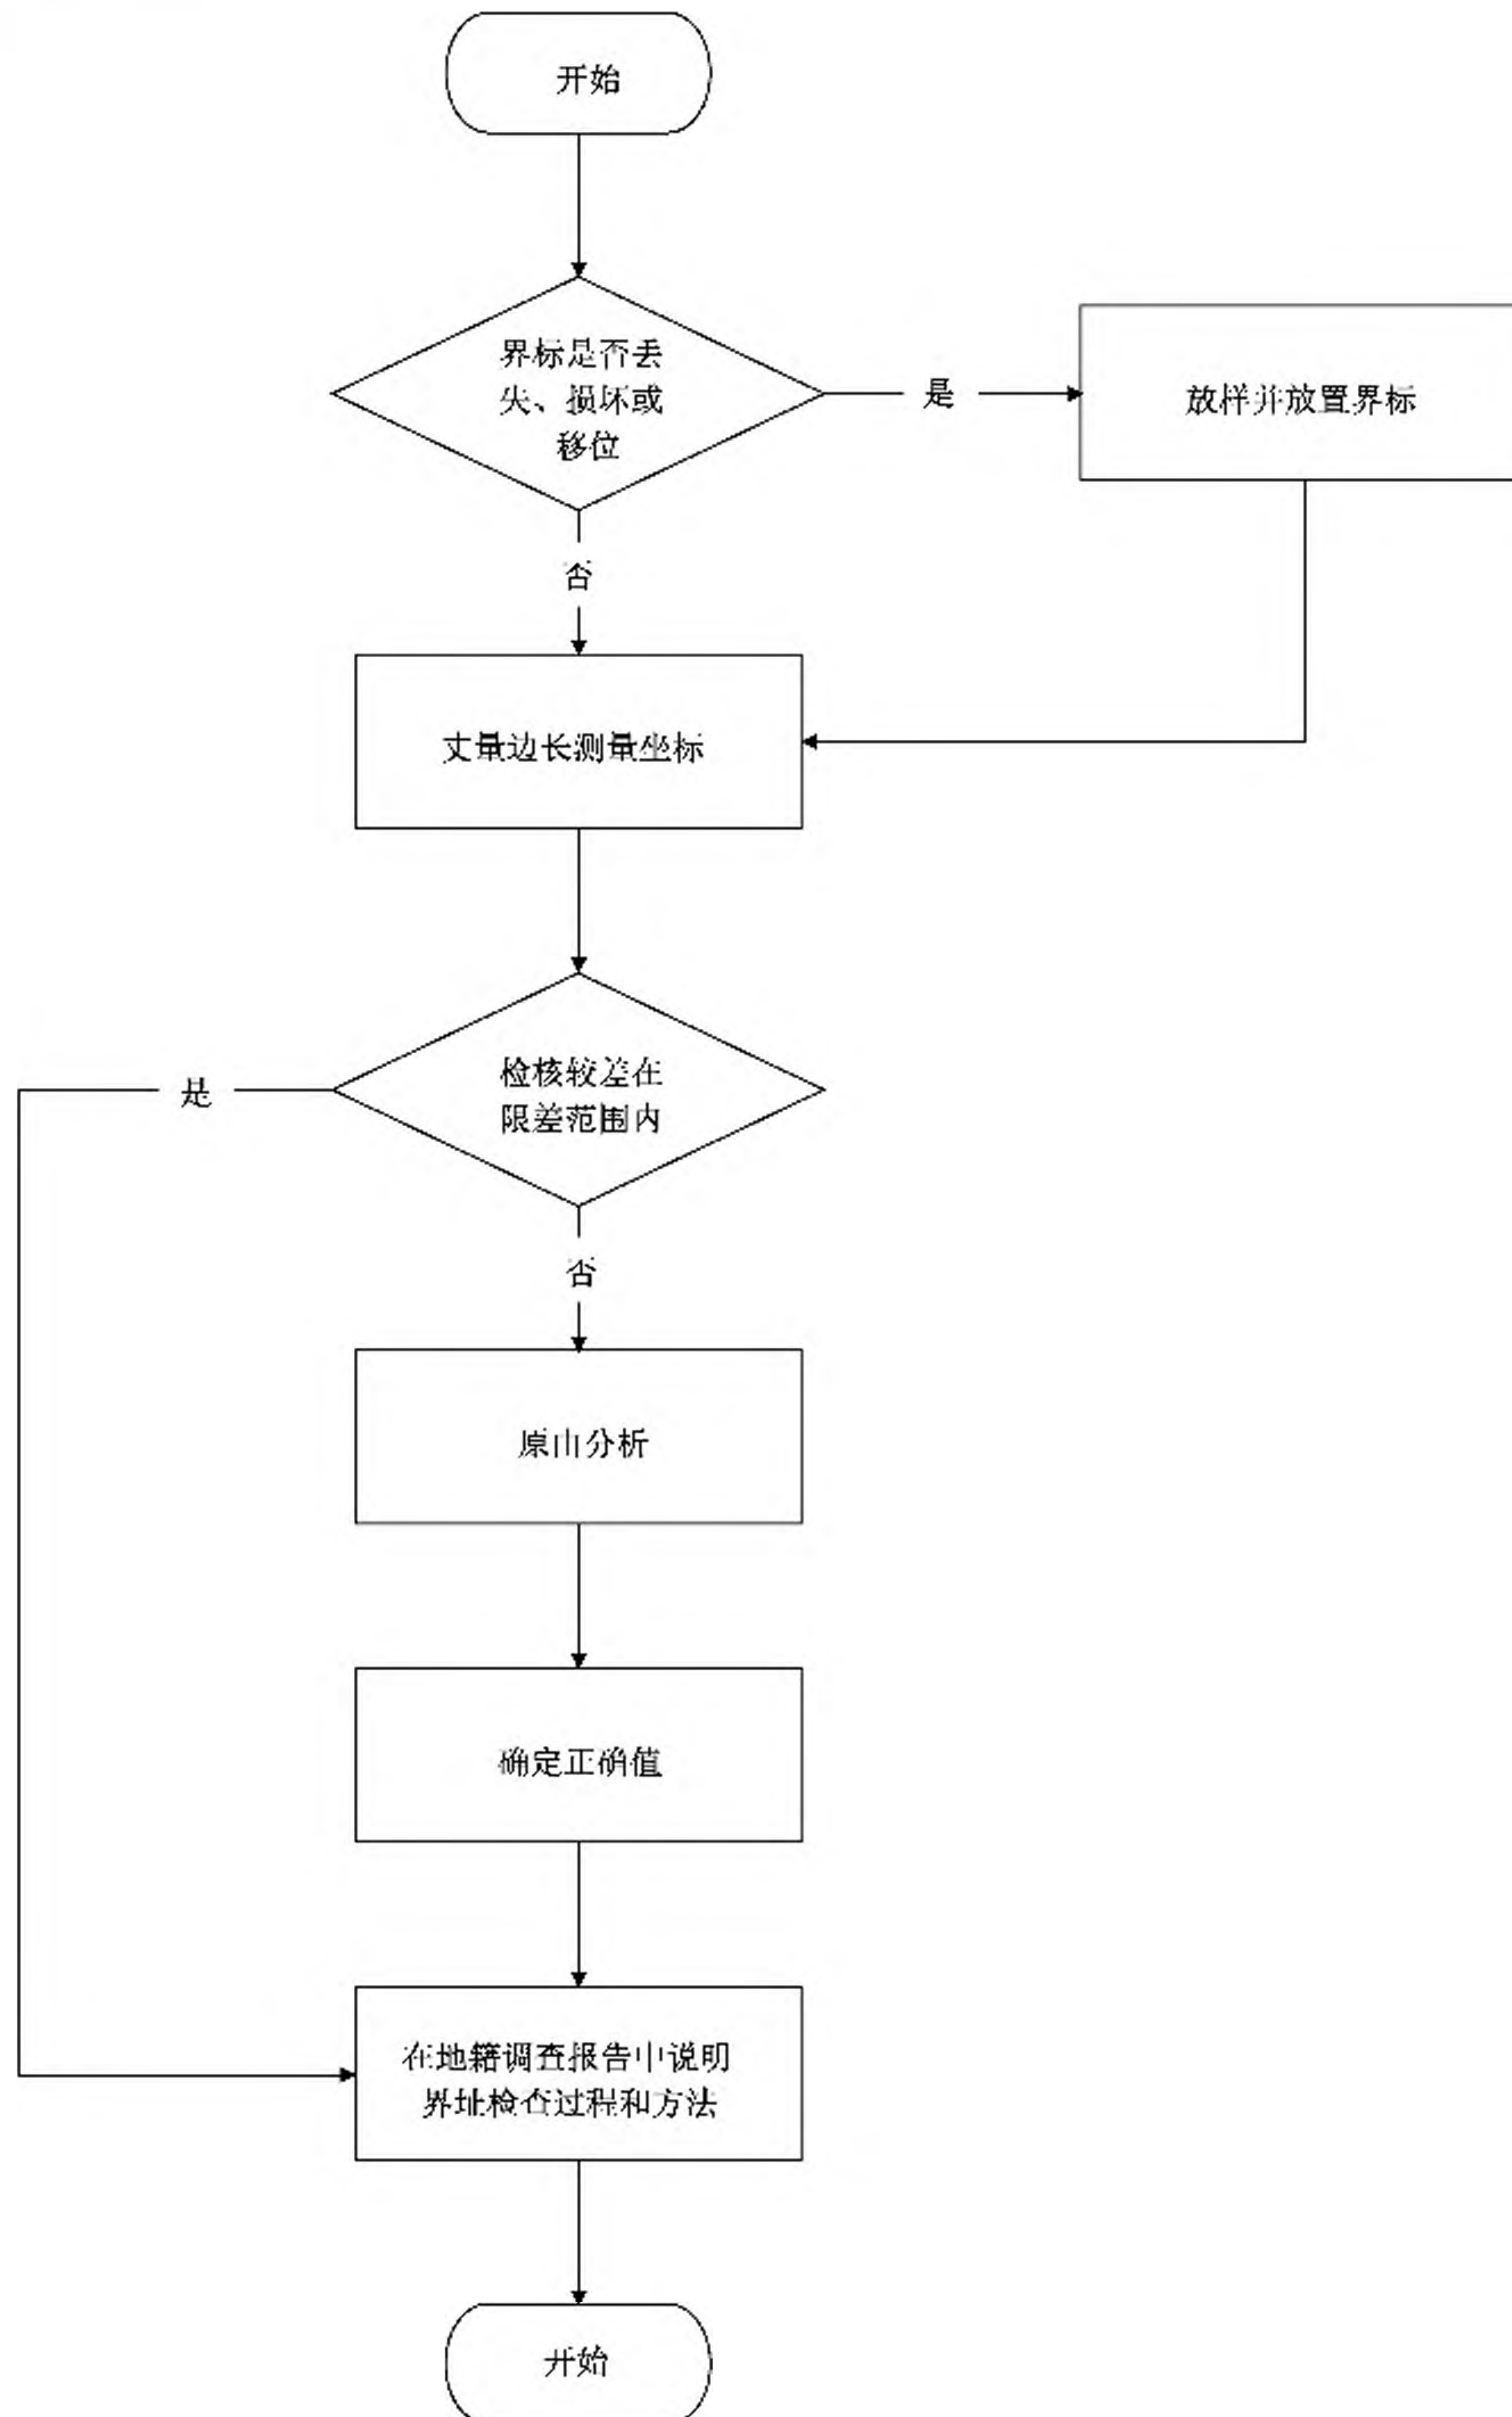 开始
界标是否丢
失、损坏或
移位
是
放样并放置界标
否
丈量边长测量坐标
检核较差在
限差范围内
是
否
原由分析
确定正确值
在地籍调查报告中说明
界址检查过程和方法
开始